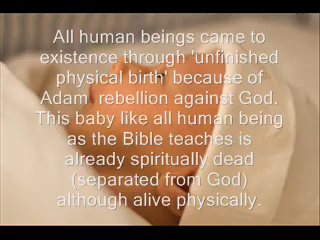 All human beings came to
existence through 'unfinished
physical birth' because of
Adam  rebellion against God.
This baby like all human being
as the Bible teaches is
already spiritually dead
(separated from God)
although alive physically.